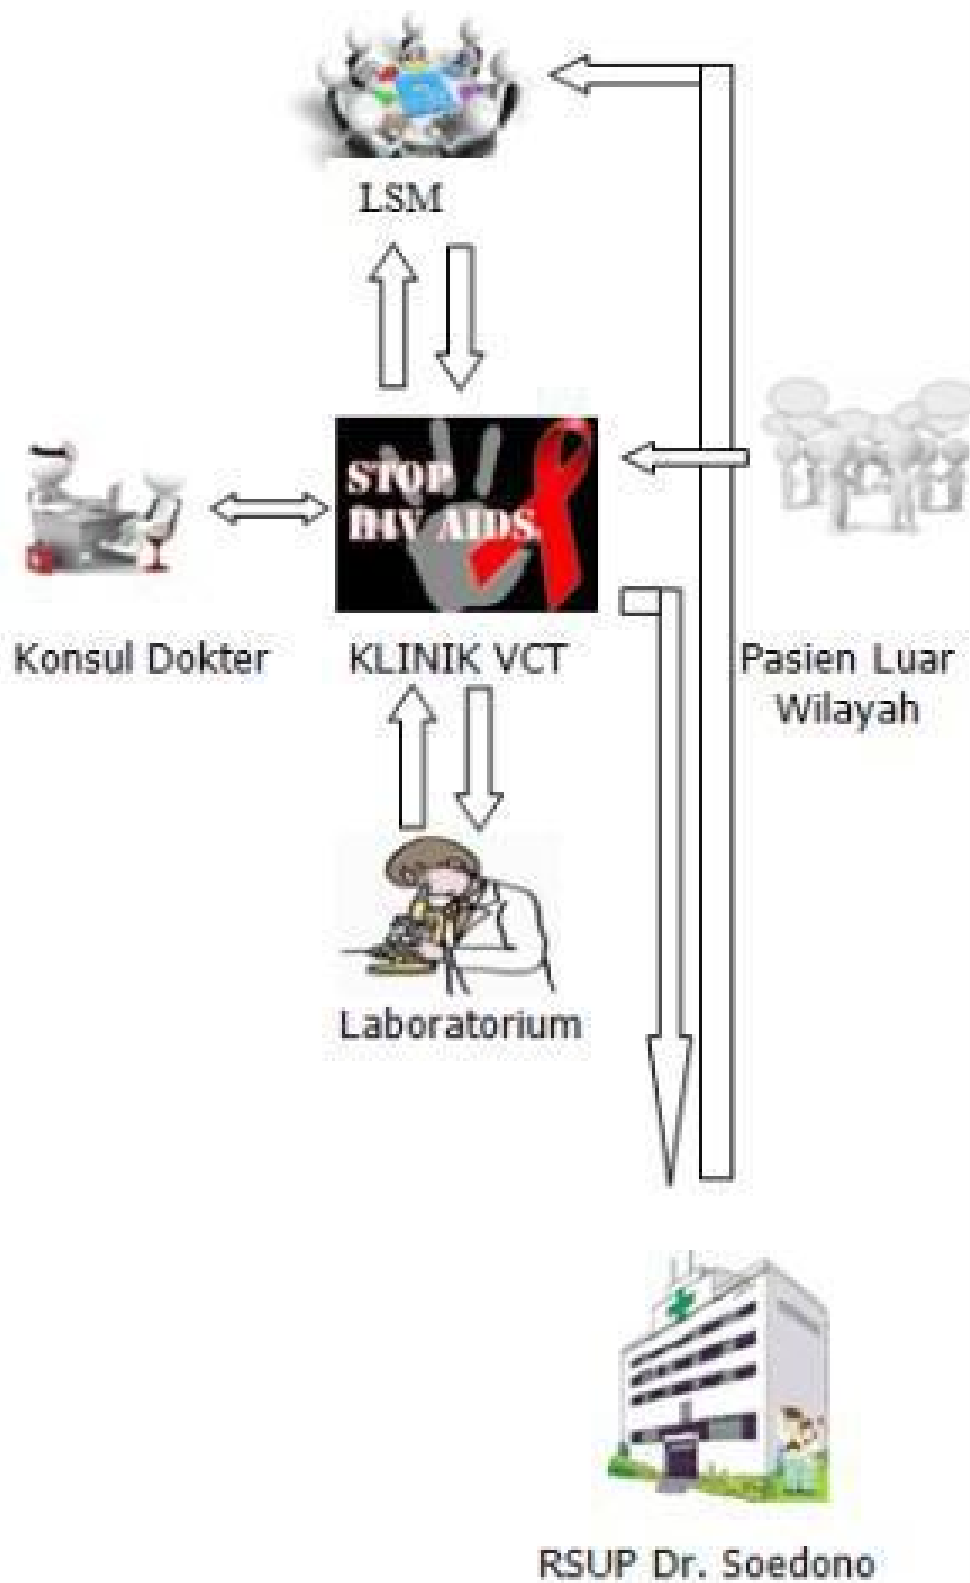 LSM
STOP
HIV AIDS
Konsul Dokter
KLINIK VCT
Pasien Luar
Wilayah
Laboratorium
RSUP Dr. Soedono